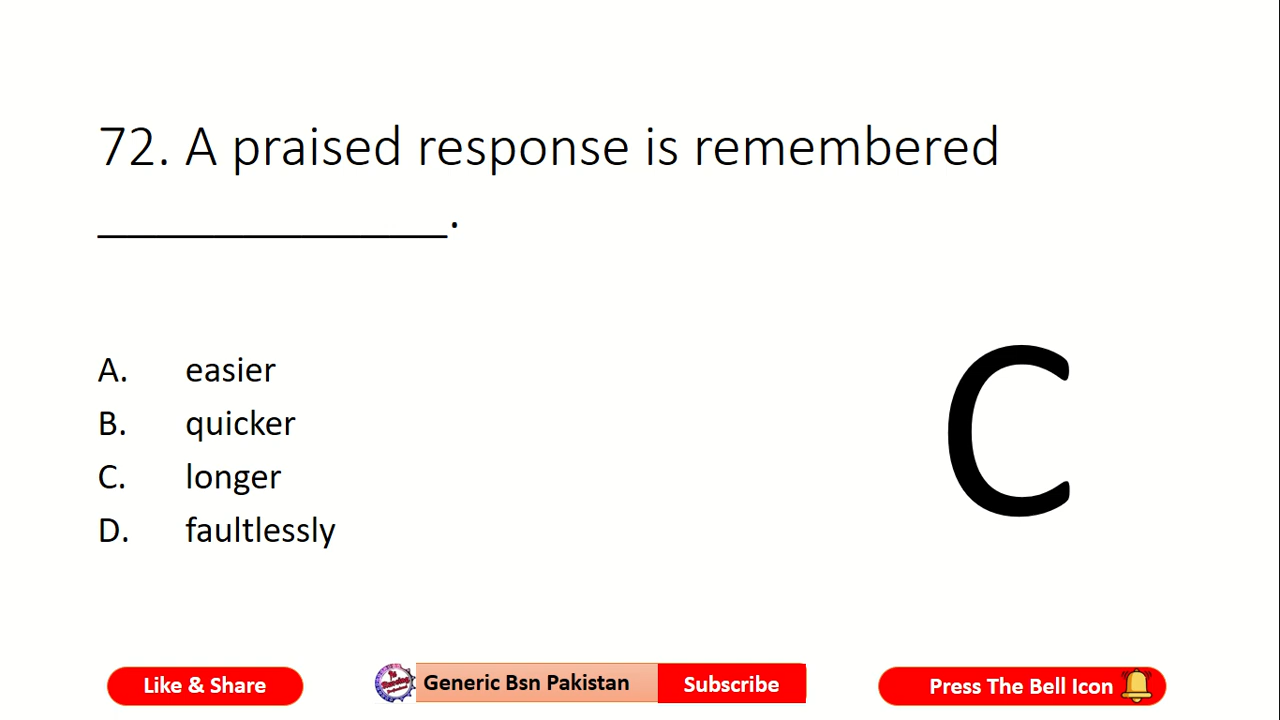 72. A praised response is remembered
______________.
A. easier
B. quicker
C. longer
D. faultlessly
C
Like & Share
Generic Bsn Pakistan
Subscribe
Press The Bell Icon